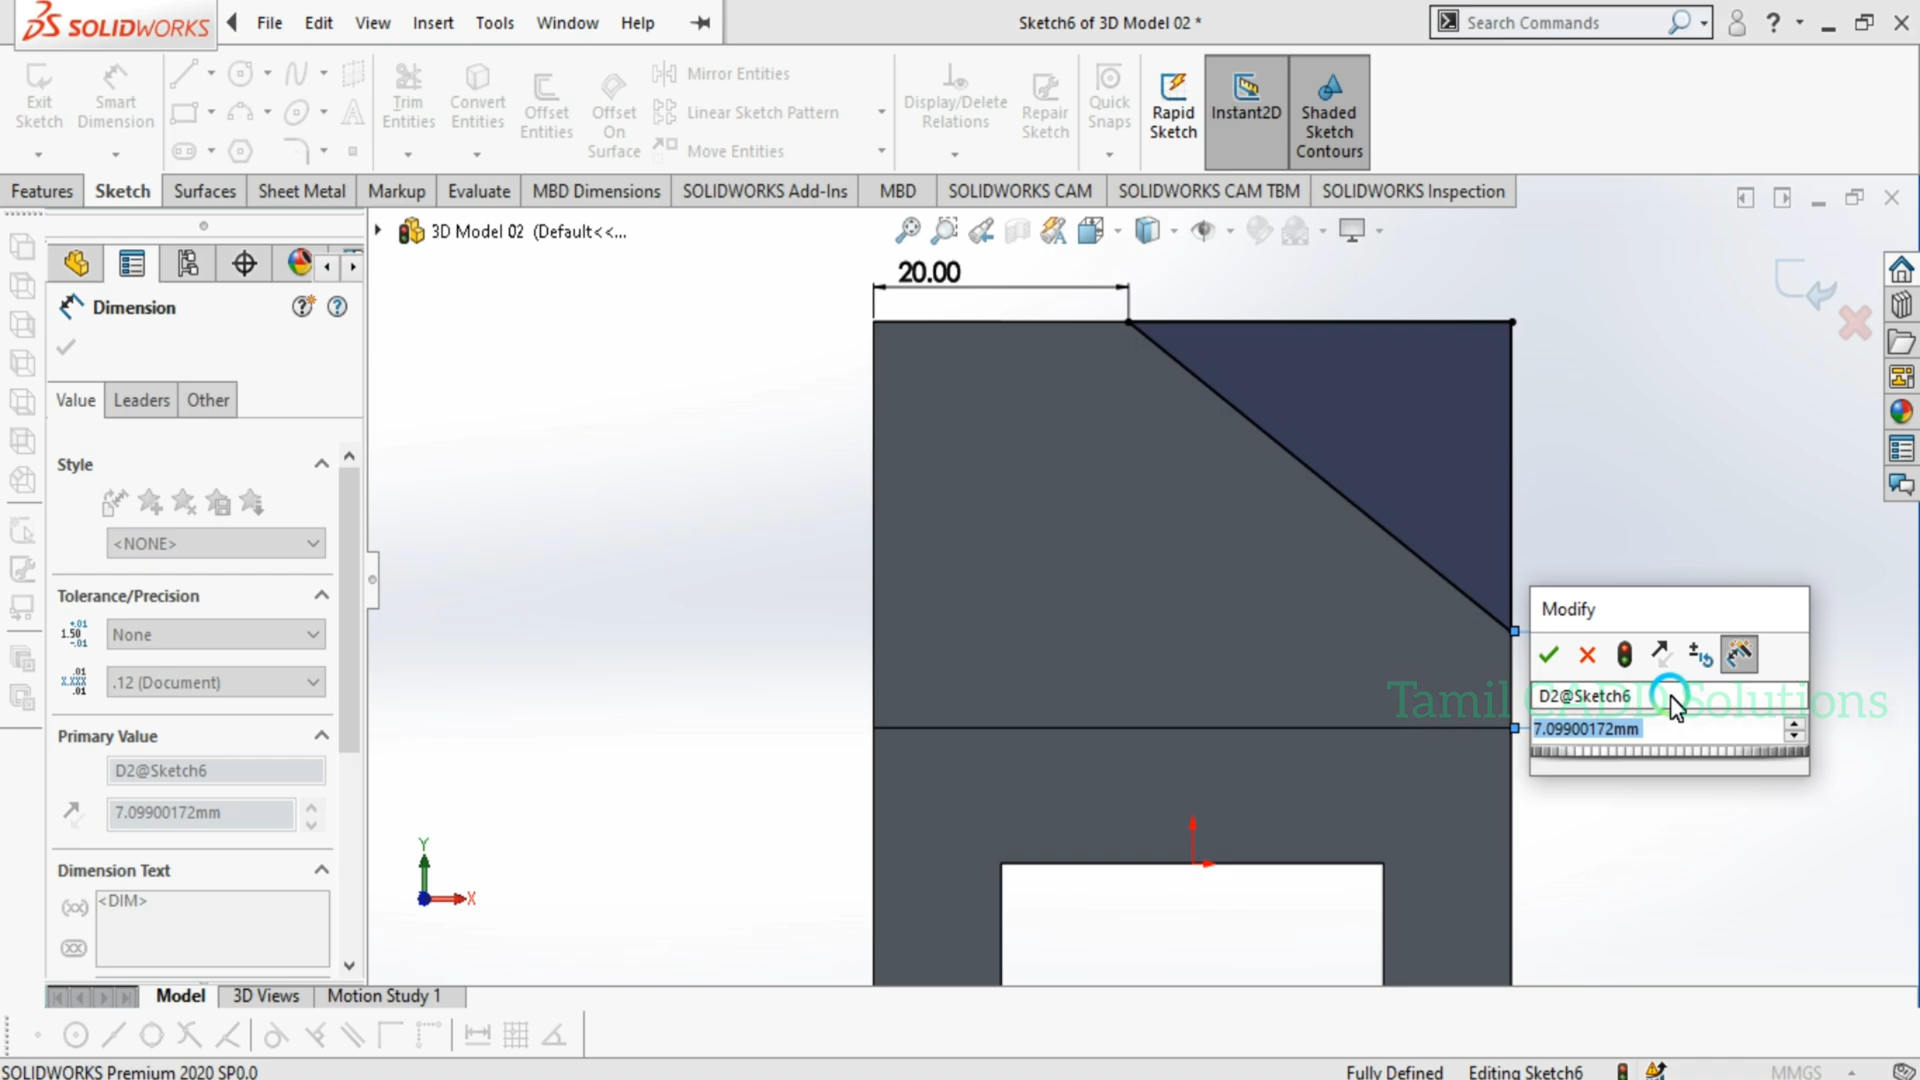 SOLIDWORKS
File Edit View Insert Tools Window Help
Sketch6 of 3D Model 02 *
Search Commands
?
Exit Sketch
Smart Dimension
Trim Entities
Convert Entities
Offset Entities
Offset On Surface
Mirror Entities
Linear Sketch Pattern
Move Entities
Display/Delete Relations
Repair Sketch
Quick Snaps
Rapid Sketch
Instant2D
Shaded Sketch Contours
Features Sketch Surfaces Sheet Metal Markup Evaluate MBD Dimensions SOLIDWORKS Add-Ins MBD SOLIDWORKS CAM SOLIDWORKS CAM TBM SOLIDWORKS Inspection
3D Model 02 (Default<<...
20.00
Dimension
Value Leaders Other
Style
<NONE>
Tolerance/Precision
None
.12 (Document)
Primary Value
D2@Sketch6
7.09900172mm
Dimension Text
<DIM>
Modify
D2@Sketch6
7.09900172mm
Tamil CADD Solutions
Y
X
Model 3D Views Motion Study 1
SOLIDWORKS Premium 2020 SP0.0
Fully Defined Editing Sketch6 MMGS